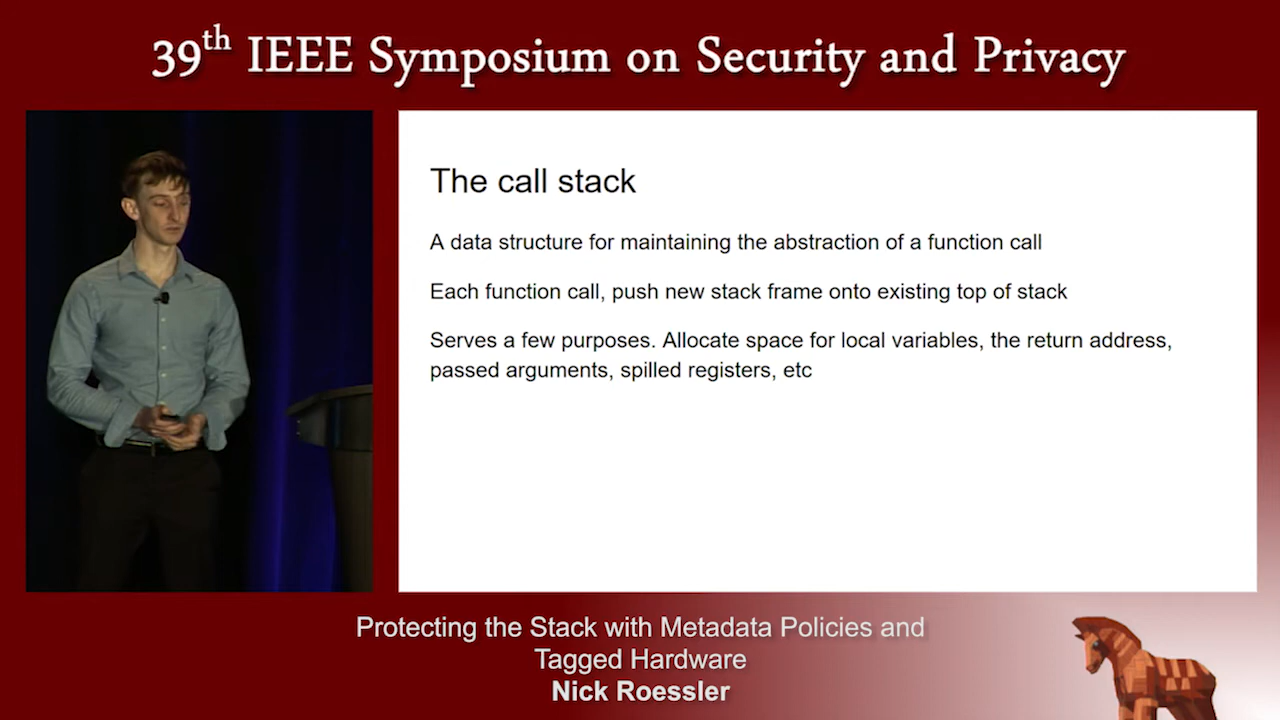 39th IEEE Symposium on Security and Privacy
The call stack
A data structure for maintaining the abstraction of a function call
Each function call, push new stack frame onto existing top of stack
Serves a few purposes. Allocate space for local variables, the return address,
passed arguments, spilled registers, etc
Protecting the Stack with Metadata Policies and
Tagged Hardware
Nick Roessler